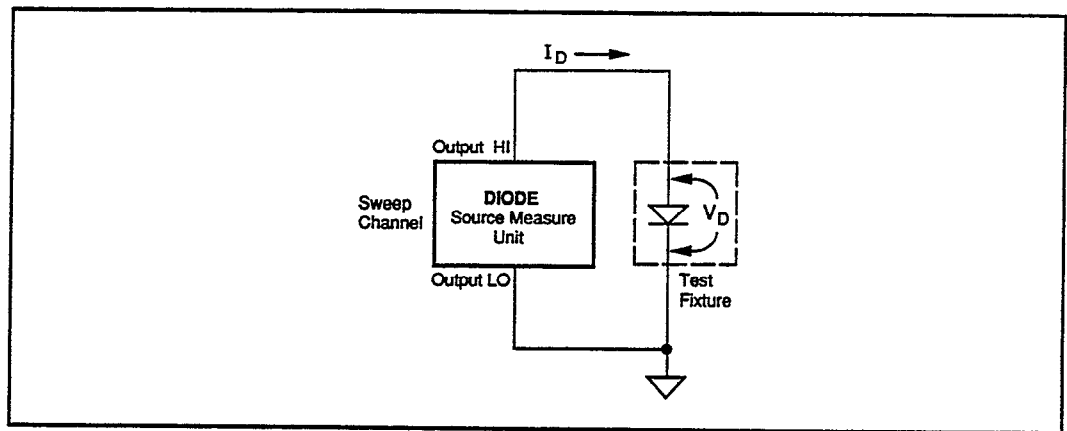 I_D
Output HI
DIODE
Source Measure
Unit
Sweep
Channel
V_D
Output LO
Test
Fixture